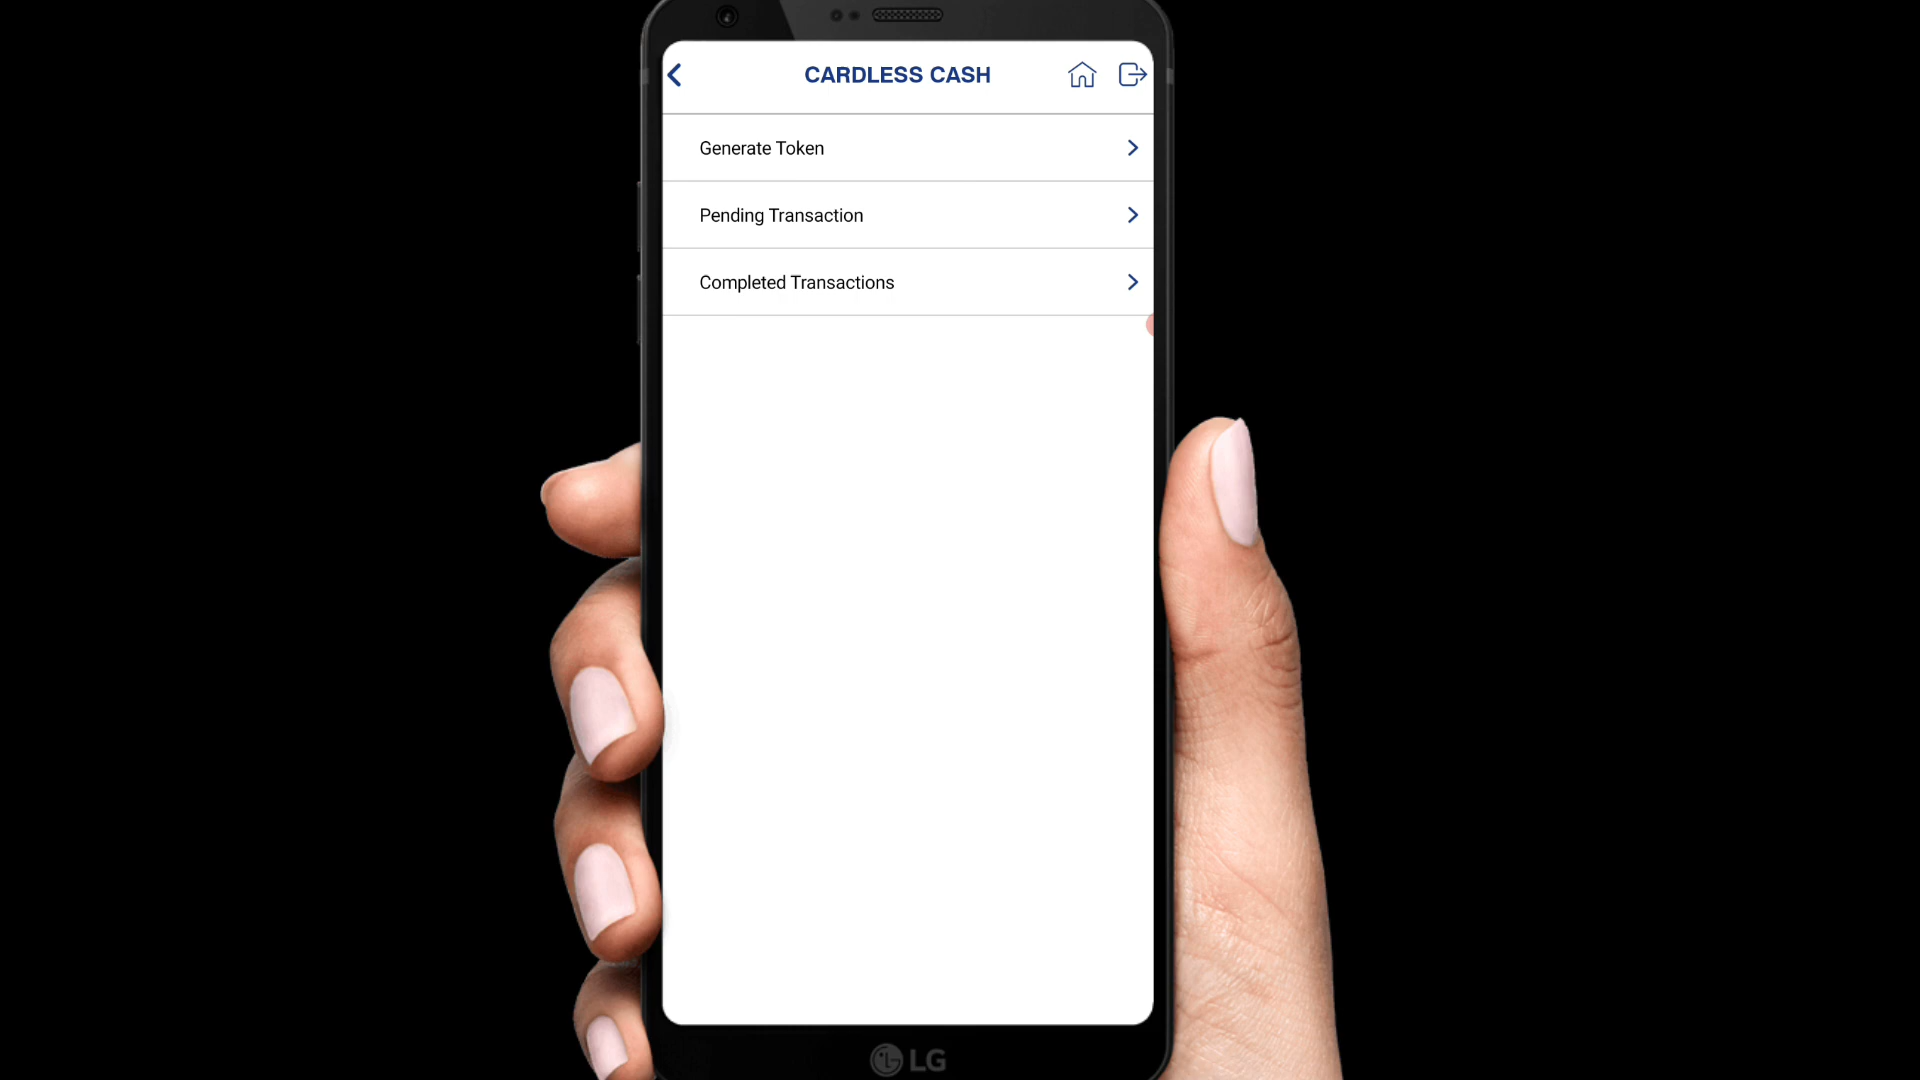 CARDLESS CASH
Generate Token
Pending Transaction
Completed Transactions
LG